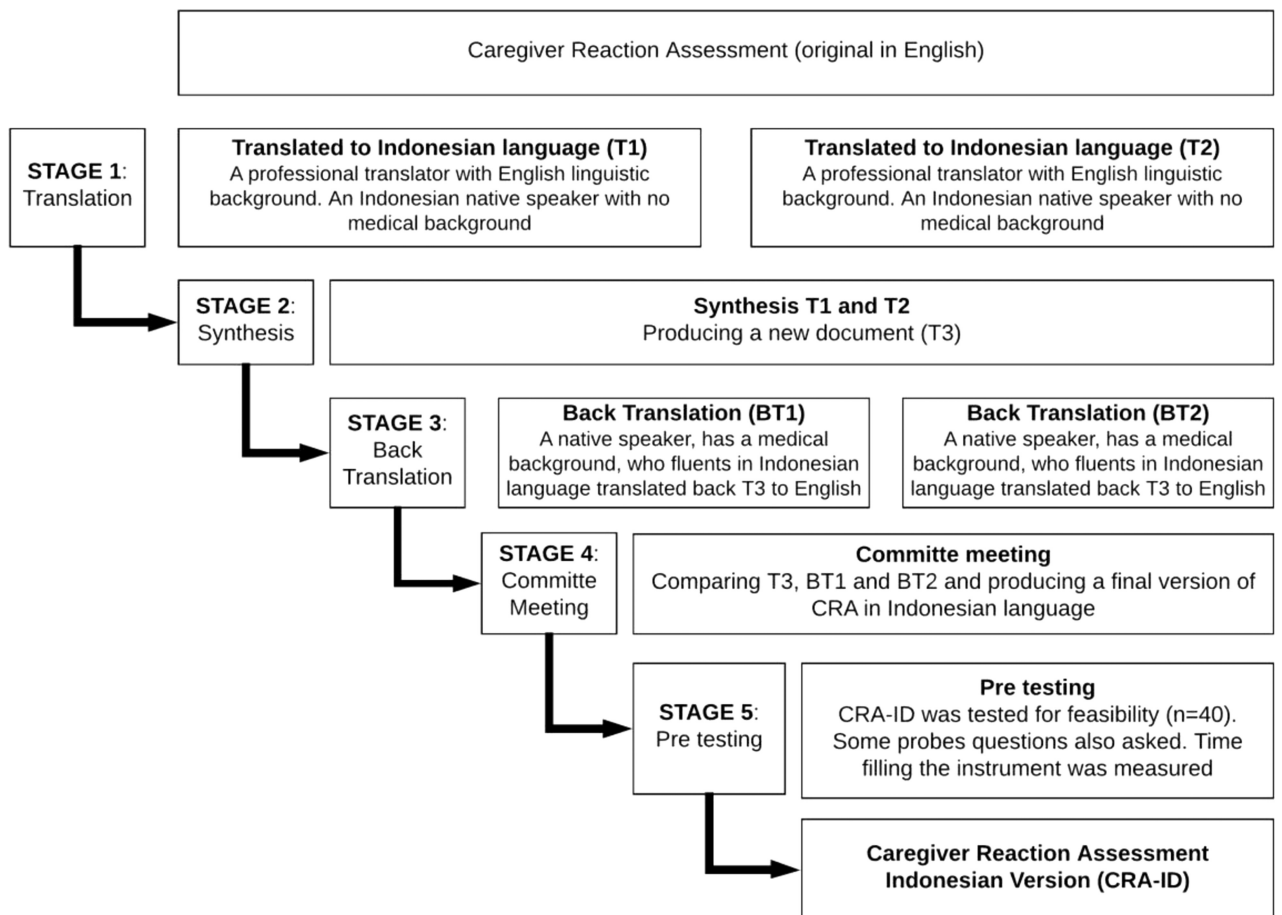 Caregiver Reaction Assessment (original in English)
STAGE 1:
Translation
Translated to Indonesian language (T1)
A professional translator with English linguistic
background. An Indonesian native speaker with no
medical background
Translated to Indonesian language (T2)
A professional translator with English linguistic
background. An Indonesian native speaker with no
medical background
STAGE 2:
Synthesis
Synthesis T1 and T2
Producing a new document (T3)
STAGE 3:
Back
Translation
Back Translation (BT1)
A native speaker, has a medical
background, who fluents in Indonesian
language translated back T3 to English
Back Translation (BT2)
A native speaker, has a medical
background, who fluents in Indonesian
language translated back T3 to English
STAGE 4:
Committe
Meeting
Committe meeting
Comparing T3, BT1 and BT2 and producing a final version of
CRA in Indonesian language
STAGE 5:
Pre testing
Pre testing
CRA-ID was tested for feasibility (n=40).
Some probes questions also asked. Time
filling the instrument was measured
Caregiver Reaction Assessment
Indonesian Version (CRA-ID)